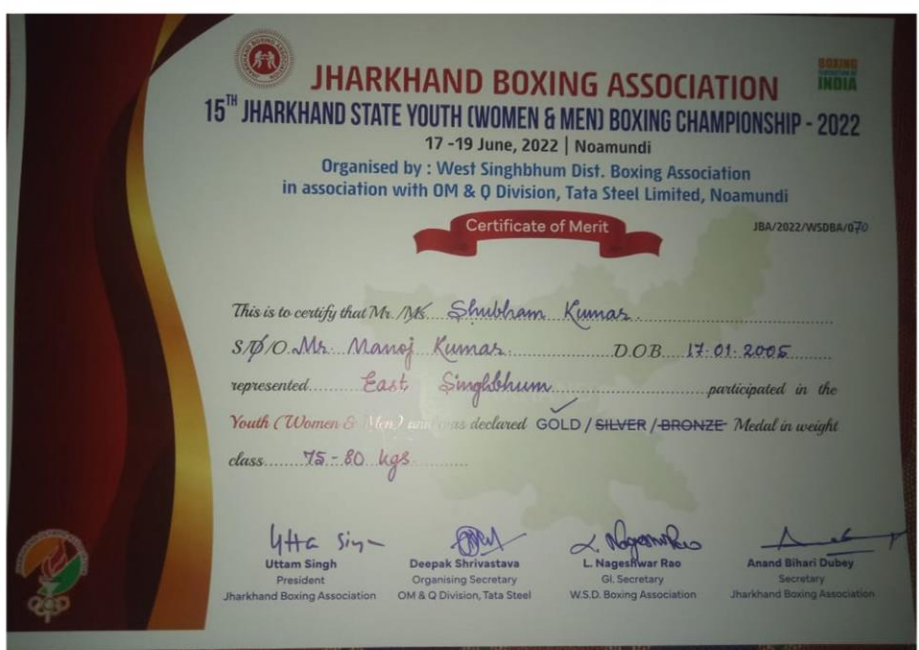 JHARKHAND BOXING ASSOCIATION
BOXING
FEDERATION OF
INDIA
15TH JHARKHAND STATE YOUTH (WOMEN & MEN) BOXING CHAMPIONSHIP - 2022
17 -19 June, 2022 | Noamundi
Organised by : West Singhbhum Dist. Boxing Association
in association with OM & Q Division, Tata Steel Limited, Noamundi
Certificate of Merit
JBA/2022/WSDBA/070
This is to certify that Mr. /Ms. Shubham Kumar
S/D/O Mr. Manoj Kumar D.O.B. 17.01.2005
represented East Singhbhum participated in the
Youth (Women & Men) and was declared GOLD / SILVER / BRONZE Medal in weight
class 75-80 kgs
Uttam Singh
Deepak Shrivastava
L. Nageshwar Rao
Anand Bihari Dubey
President
Organising Secretary
Gl. Secretary
Secretary
Jharkhand Boxing Association
OM & Q Division, Tata Steel
W.S.D. Boxing Association
Jharkhand Boxing Association